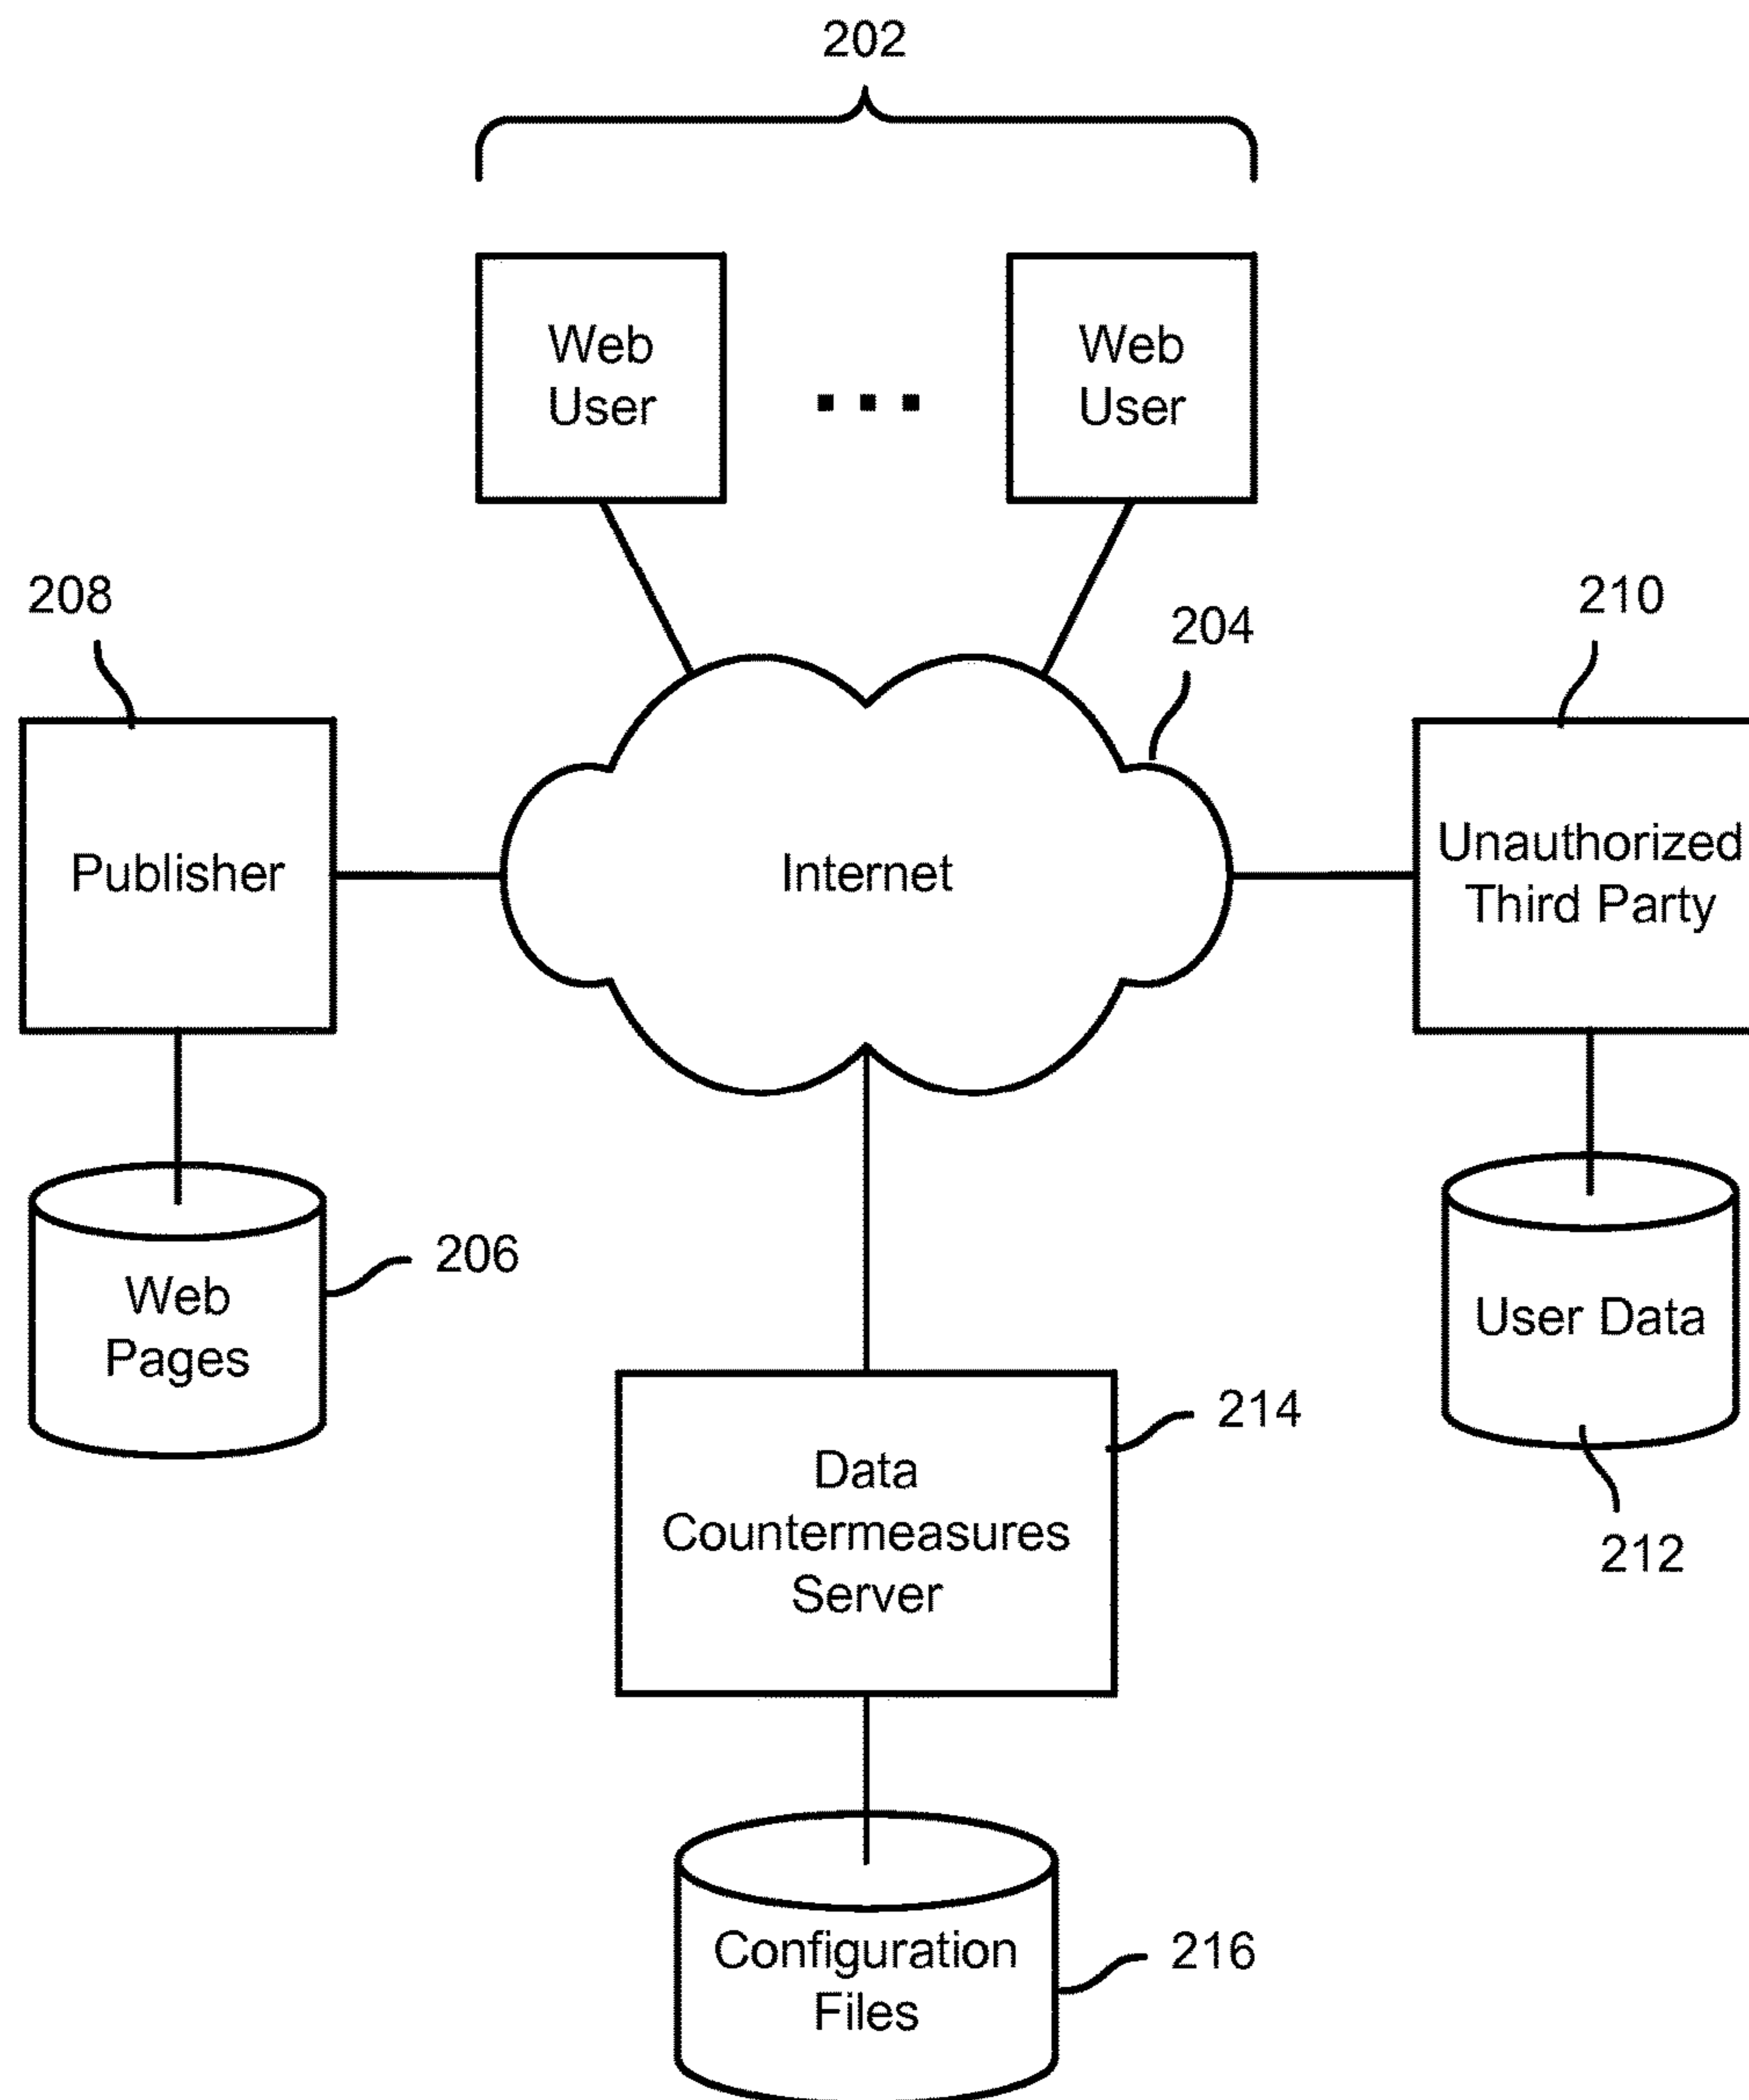 202
Web
User
Web
User
208
210
204
Publisher
Internet
Unauthorized
Third Party
206
Web
Pages
User Data
214
Data
Countermeasures
Server
212
Configuration
Files
216